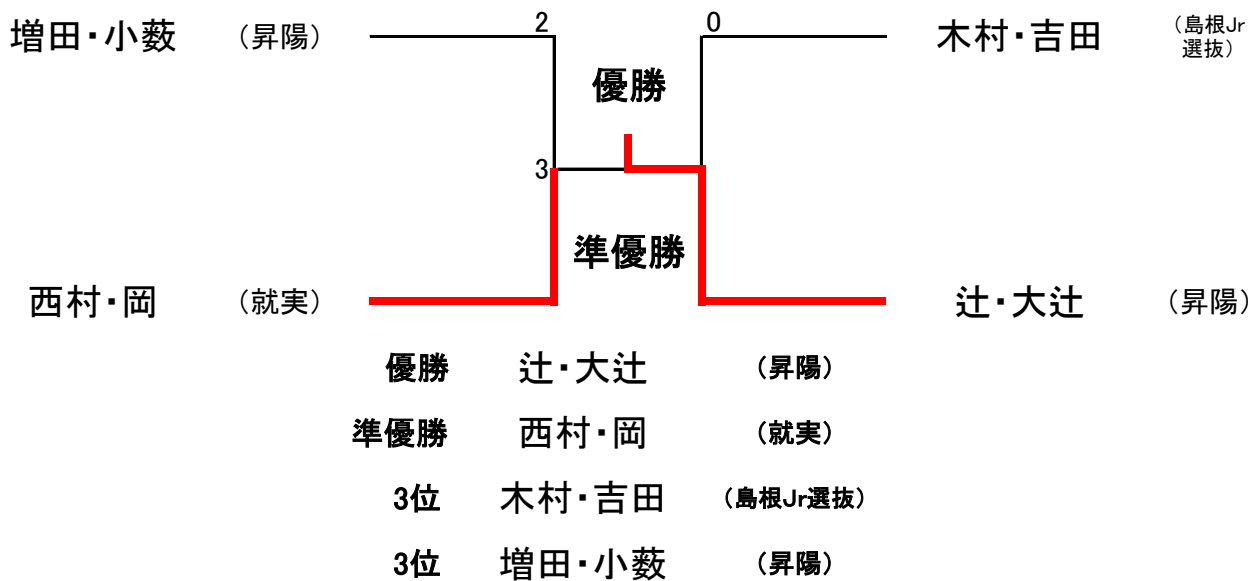 増田・小薮 (昇陽) 2 0 木村・吉田 (島根Jr
選抜)
優勝
3
準優勝
西村・岡 (就実) 辻・大辻 (昇陽)
優勝 辻・大辻 (昇陽)
準優勝 西村・岡 (就実)
3位 木村・吉田 (島根Jr選抜)
3位 増田・小薮 (昇陽)